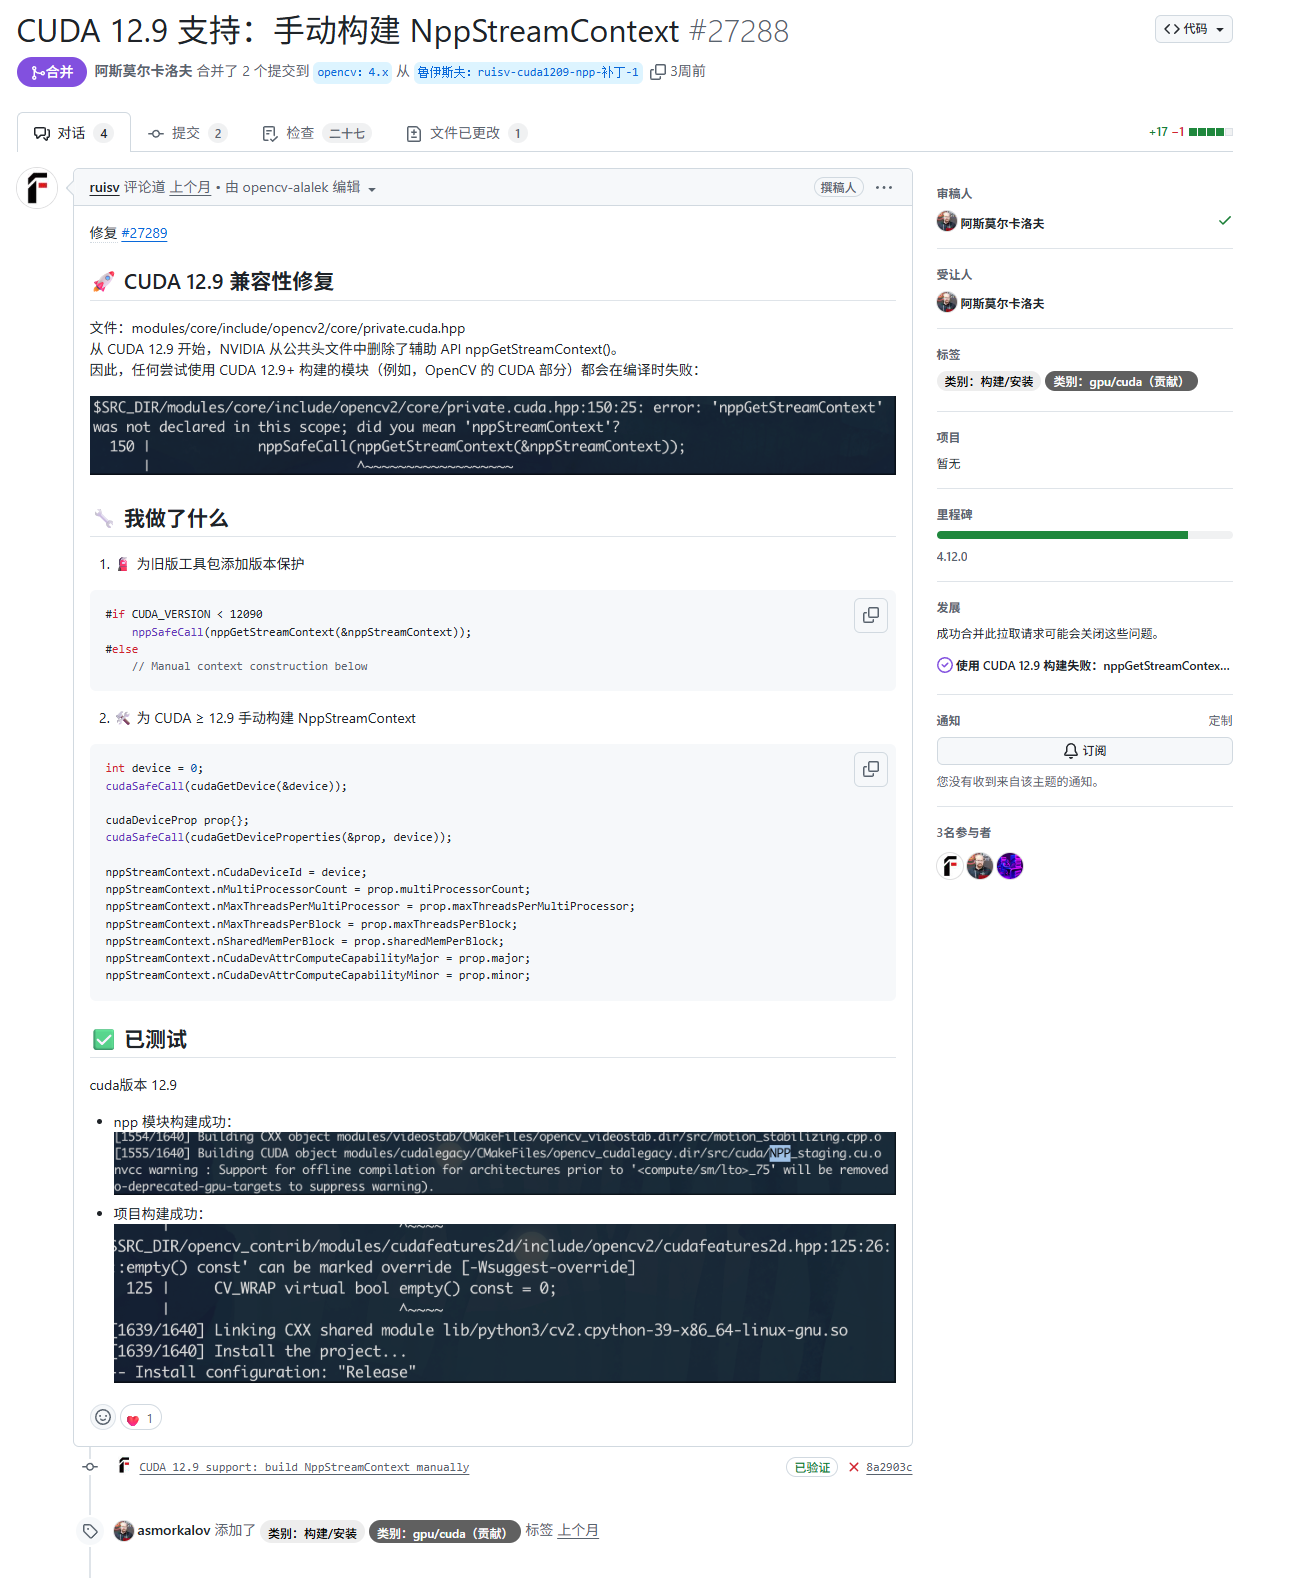 CUDA 12.9 支持：手动构建 NppStreamContext #27288
代码
合并 阿斯莫尔卡洛夫 合并了 2 个提交到 opencv：4.x 从 鲁伊斯夫：ruisv-cuda1209-npp-补丁-1 3周前
对话 4 提交 2 检查 二十七 文件已更改 1
+17 −1
ruisv 评论道 上个月 • 由 opencv-alalek 编辑
撰稿人 ...
修复 #27289
CUDA 12.9 兼容性修复
文件：modules/core/include/opencv2/core/private.cuda.hpp
从 CUDA 12.9 开始，NVIDIA 从公共头文件中删除了辅助 API nppGetStreamContext()。
因此，任何尝试使用 CUDA 12.9+ 构建的模块（例如，OpenCV 的 CUDA 部分）都会在编译时失败：
$SRC_DIR/modules/core/include/opencv2/core/private.cuda.hpp:150:25: error: 'nppGetStreamContext'
was not declared in this scope; did you mean 'nppStreamContext'?
150 | nppSafeCall(nppGetStreamContext(&nppStreamContext));
| ^~~~~~~~~~~~~~~~~~~
我做了什么
1. 为旧版工具包添加版本保护
#if CUDA_VERSION < 12090
nppSafeCall(nppGetStreamContext(&nppStreamContext));
#else
// Manual context construction below
2. 为 CUDA ≥ 12.9 手动构建 NppStreamContext
int device = 0;
cudaSafeCall(cudaGetDevice(&device));
cudaDeviceProp prop{};
cudaSafeCall(cudaGetDeviceProperties(&prop, device));
nppStreamContext.nCudaDeviceId = device;
nppStreamContext.nMultiProcessorCount = prop.multiProcessorCount;
nppStreamContext.nMaxThreadsPerMultiProcessor = prop.maxThreadsPerMultiProcessor;
nppStreamContext.nMaxThreadsPerBlock = prop.maxThreadsPerBlock;
nppStreamContext.nSharedMemPerBlock = prop.sharedMemPerBlock;
nppStreamContext.nCudaDevAttrComputeCapabilityMajor = prop.major;
nppStreamContext.nCudaDevAttrComputeCapabilityMinor = prop.minor;
已测试
cuda版本 12.9
• npp 模块构建成功：
[1554/1640] Building CXX object modules/videostab/CMakeFiles/opencv_videostab.dir/src/motion_stabilizing.cpp.o
[1555/1640] Building CUDA object modules/cudalegacy/CMakeFiles/opencv_cudalegacy.dir/src/cuda/NPP_staging.cu.o
nvcc warning : Support for offline compilation for architectures prior to '<compute/sm/lto>_75' will be removed
o-deprecated-gpu-targets to suppress warning).
• 项目构建成功：
| ^~~~~
$SRC_DIR/opencv_contrib/modules/cudafeatures2d/include/opencv2/cudafeatures2d.hpp:125:26:
:empty() const' can be marked override [-Wsuggest-override]
125 | CV_WRAP virtual bool empty() const = 0;
| ^~~~~
[1639/1640] Linking CXX shared module lib/python3/cv2.cpython-39-x86_64-linux-gnu.so
[1639/1640] Install the project...
-- Install configuration: "Release"
1
CUDA 12.9 support: build NppStreamContext manually
已验证 8a2903c
asmorkalov 添加了 类别：构建/安装 类别：gpu/cuda（贡献） 标签 上个月
审稿人
阿斯莫尔卡洛夫
受让人
阿斯莫尔卡洛夫
标签
类别：构建/安装 类别：gpu/cuda（贡献）
项目
暂无
里程碑
4.12.0
发展
成功合并此拉取请求可能会关闭这些问题。
使用 CUDA 12.9 构建失败：nppGetStreamContex...
通知 定制
订阅
您没有收到来自该主题的通知。
3名参与者